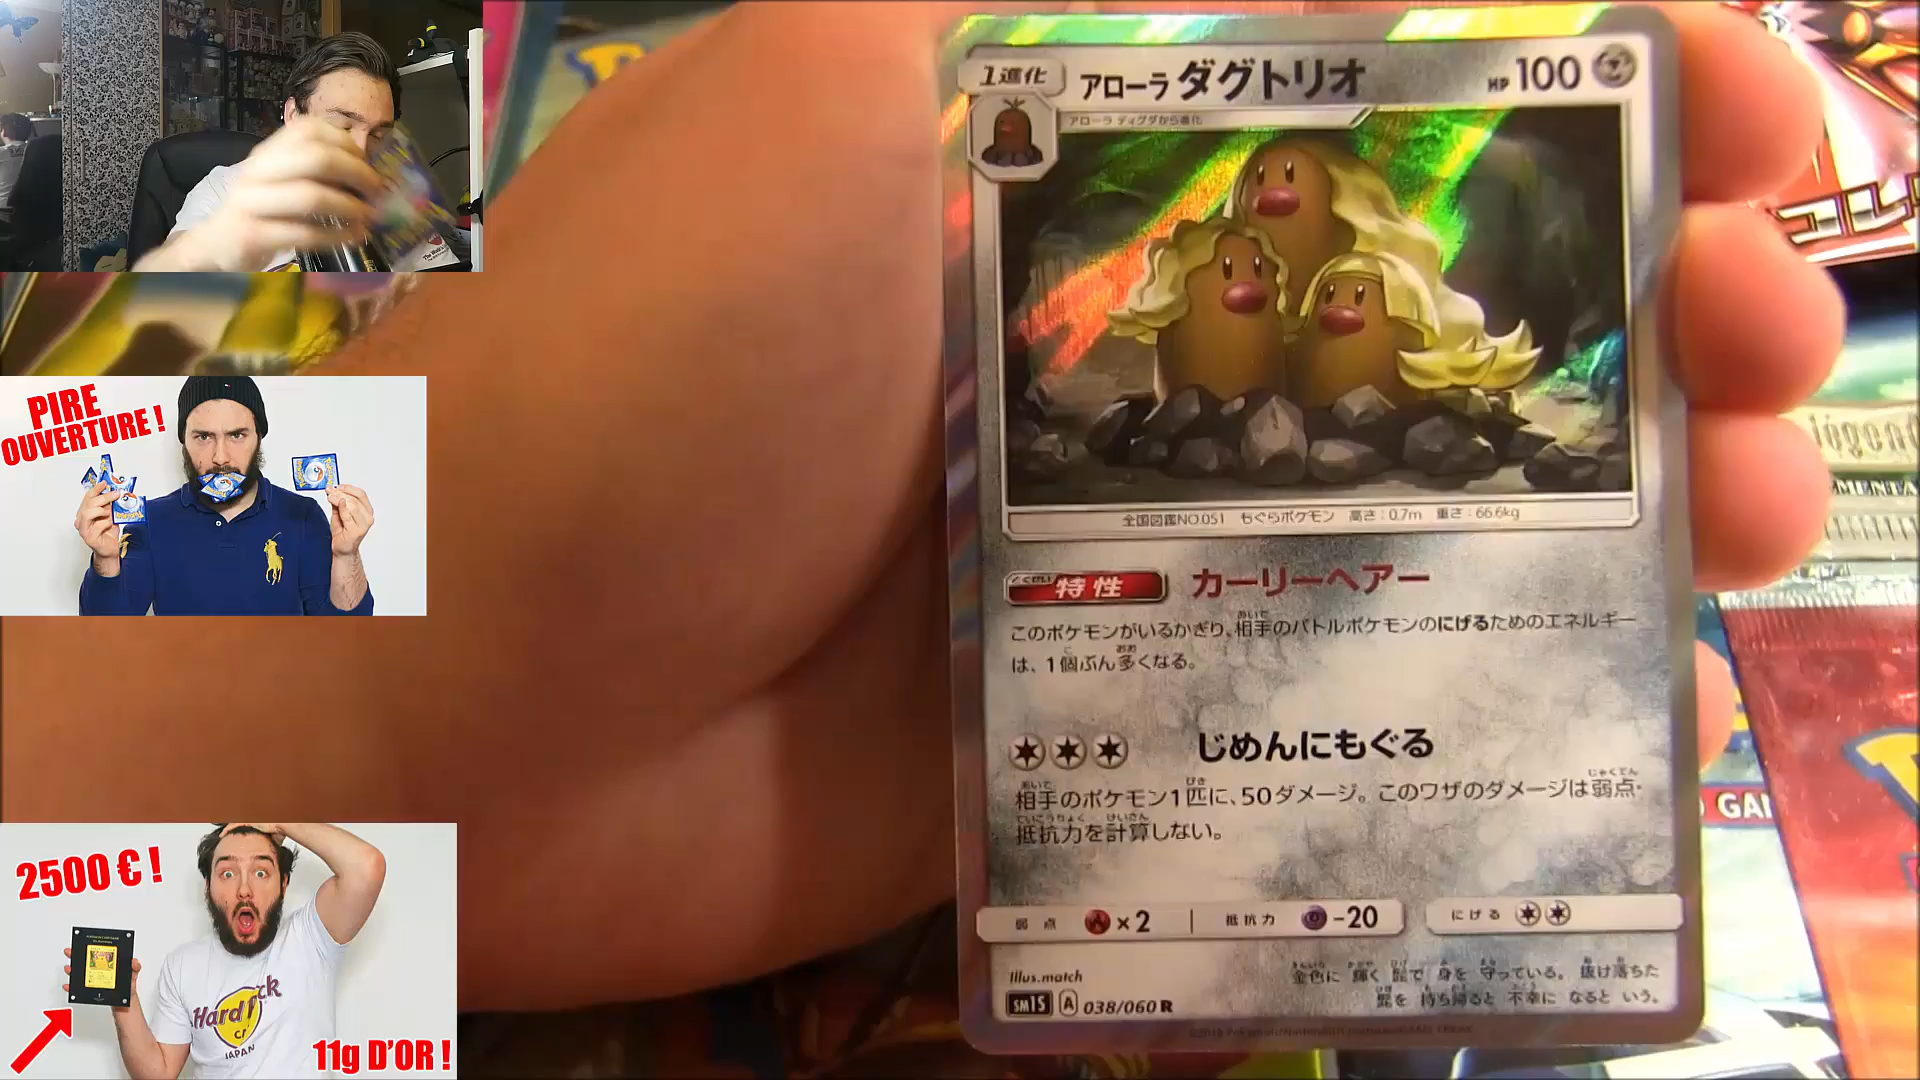 1進化 アローラ ダグトリオ HP 100
アローラ ディグダから進化
全国図鑑NO.051 もぐらポケモン 高さ:0.7m 重さ:66.6kg
特性 カーリーヘアー
このポケモンがいるかぎり、相手のバトルポケモンのにげるためのエネルギー
は、1個ぶん多くなる。
じめんにもぐる
相手のポケモン1匹に、50ダメージ。このワザのダメージは弱点・
抵抗力を計算しない。
弱点 ×2 抵抗力 -20 にげる
Illus.match
金色に 輝く 髭で 身を 守っている。 抜け落ちた
髭を 持ち帰ると 不幸に なると いう。
SM1S A 038/060 R
PIRE
OUVERTURE !
2500 € !
Hard Rock
JAPAN
11g D'OR !
コレ
legend
GA